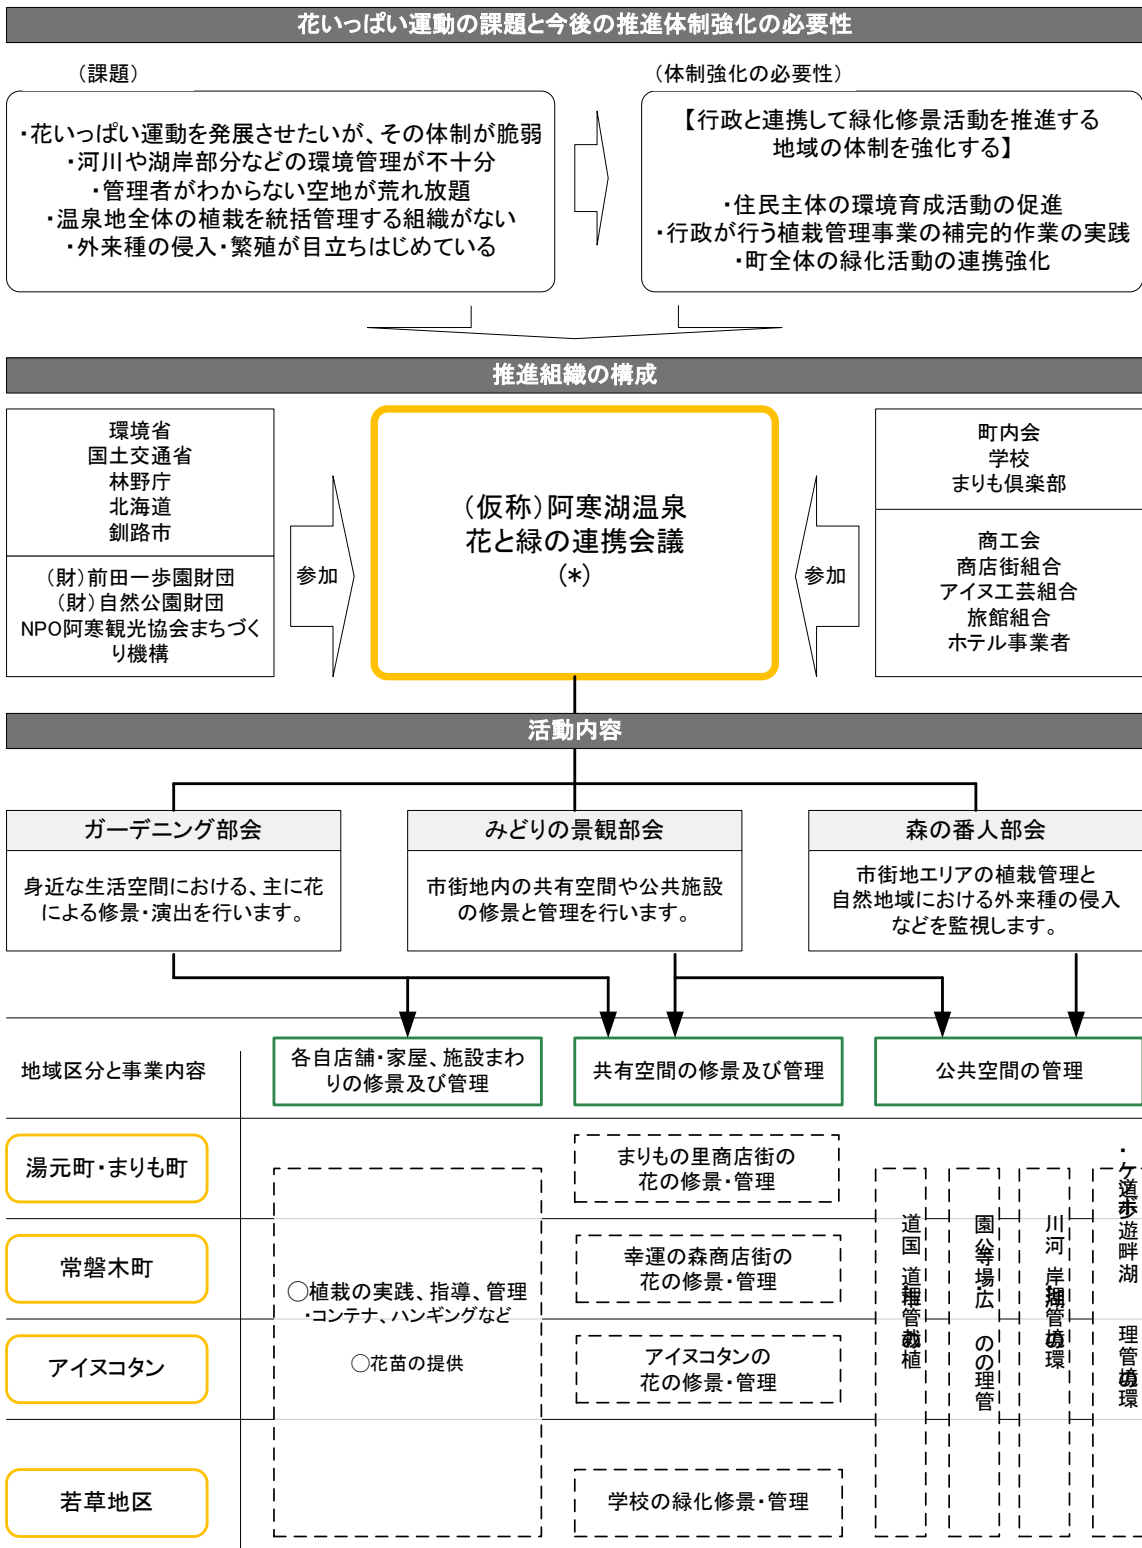 花いっぱい運動の課題と今後の推進体制強化の必要性
(課題)
・花いっぱい運動を発展させたいが、その体制が脆弱
・河川や湖岸部分などの環境管理が不十分
・管理者がわからない空地が荒れ放題
・温泉地全体の植栽を統括管理する組織がない
・外来種の侵入・繁殖が目立ちはじめている
(体制強化の必要性)
【行政と連携して緑化修景活動を推進する
地域の体制を強化する】
・住民主体の環境育成活動の促進
・行政が行う植栽管理事業の補完的作業の実践
・町全体の緑化活動の連携強化
推進組織の構成
環境省
国土交通省
林野庁
北海道
釧路市
(財)前田一歩園財団
(財)自然公園財団
NPO阿寒観光協会まちづく
り機構
参加
(仮称)阿寒湖温泉
花と緑の連携会議
(*)
参加
町内会
学校
まりも倶楽部
商工会
商店街組合
アイヌ工芸組合
旅館組合
ホテル事業者
活動内容
ガーデニング部会
身近な生活空間における、主に花
による修景・演出を行います。
みどりの景観部会
市街地内の共有空間や公共施設
の修景と管理を行います。
森の番人部会
市街地エリアの植栽管理と
自然地域における外来種の侵入
などを監視します。
地域区分と事業内容
各自店舗・家屋、施設まわ
りの修景及び管理
共有空間の修景及び管理
公共空間の管理
湯元町・まりも町
常磐木町
アイヌコタン
若草地区
○植栽の実践、指導、管理
・コンテナ、ハンギングなど
○花苗の提供
まりもの里商店街の
花の修景・管理
幸運の森商店街の
花の修景・管理
アイヌコタンの
花の修景・管理
学校の緑化修景・管理